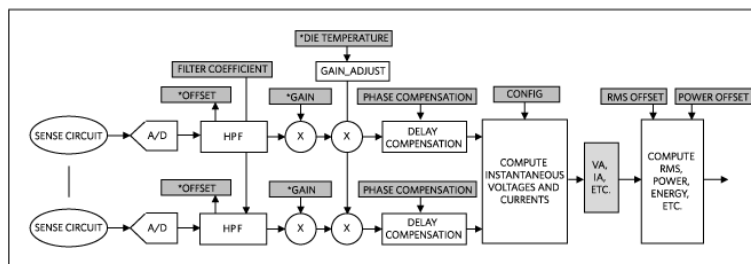 *DIE TEMPERATURE
FILTER COEFFICIENT
GAIN_ADJUST
*OFFSET
*GAIN
PHASE COMPENSATION
CONFIG
RMS OFFSET
POWER OFFSET
SENSE CIRCUIT
A/D
HPF
X
X
DELAY
COMPENSATION
COMPUTE
INSTANTANEOUS
VOLTAGES AND
CURRENTS
VA,
IA,
ETC.
COMPUTE
RMS,
POWER,
ENERGY,
ETC.
*OFFSET
*GAIN
PHASE COMPENSATION
SENSE CIRCUIT
A/D
HPF
X
X
DELAY
COMPENSATION